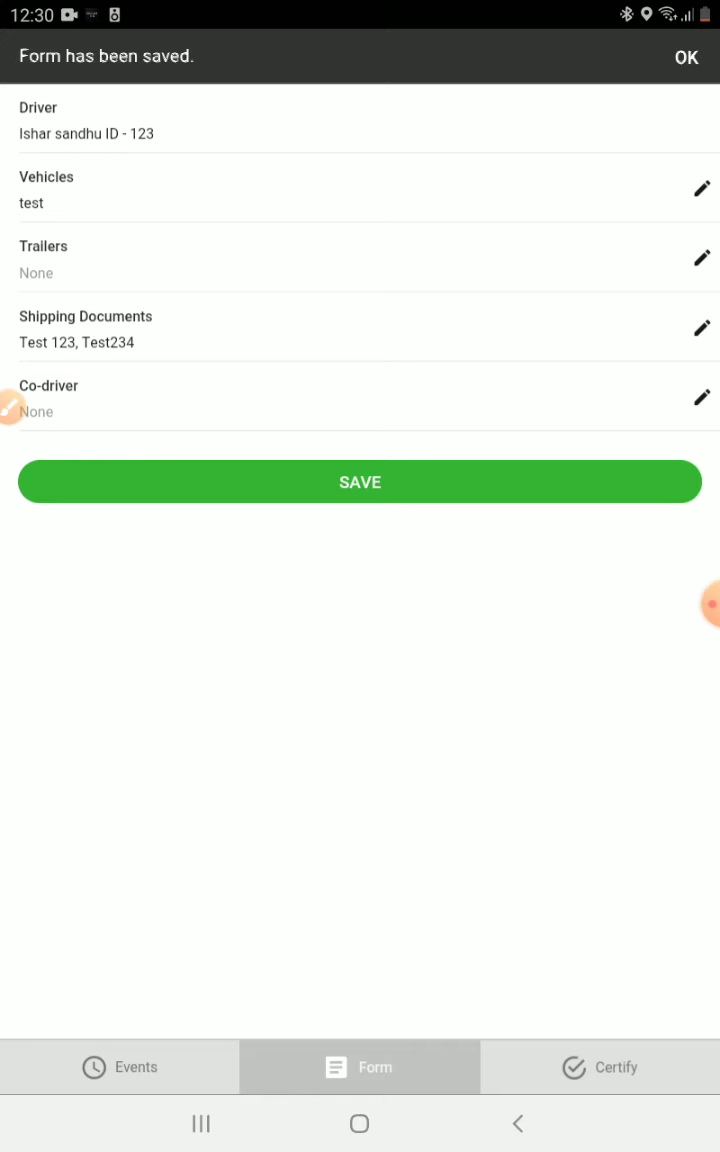 12:30
Form has been saved.
OK
Driver
Ishar sandhu ID - 123
Vehicles
test
Trailers
None
Shipping Documents
Test 123, Test234
Co-driver
None
SAVE
Events
Form
Certify